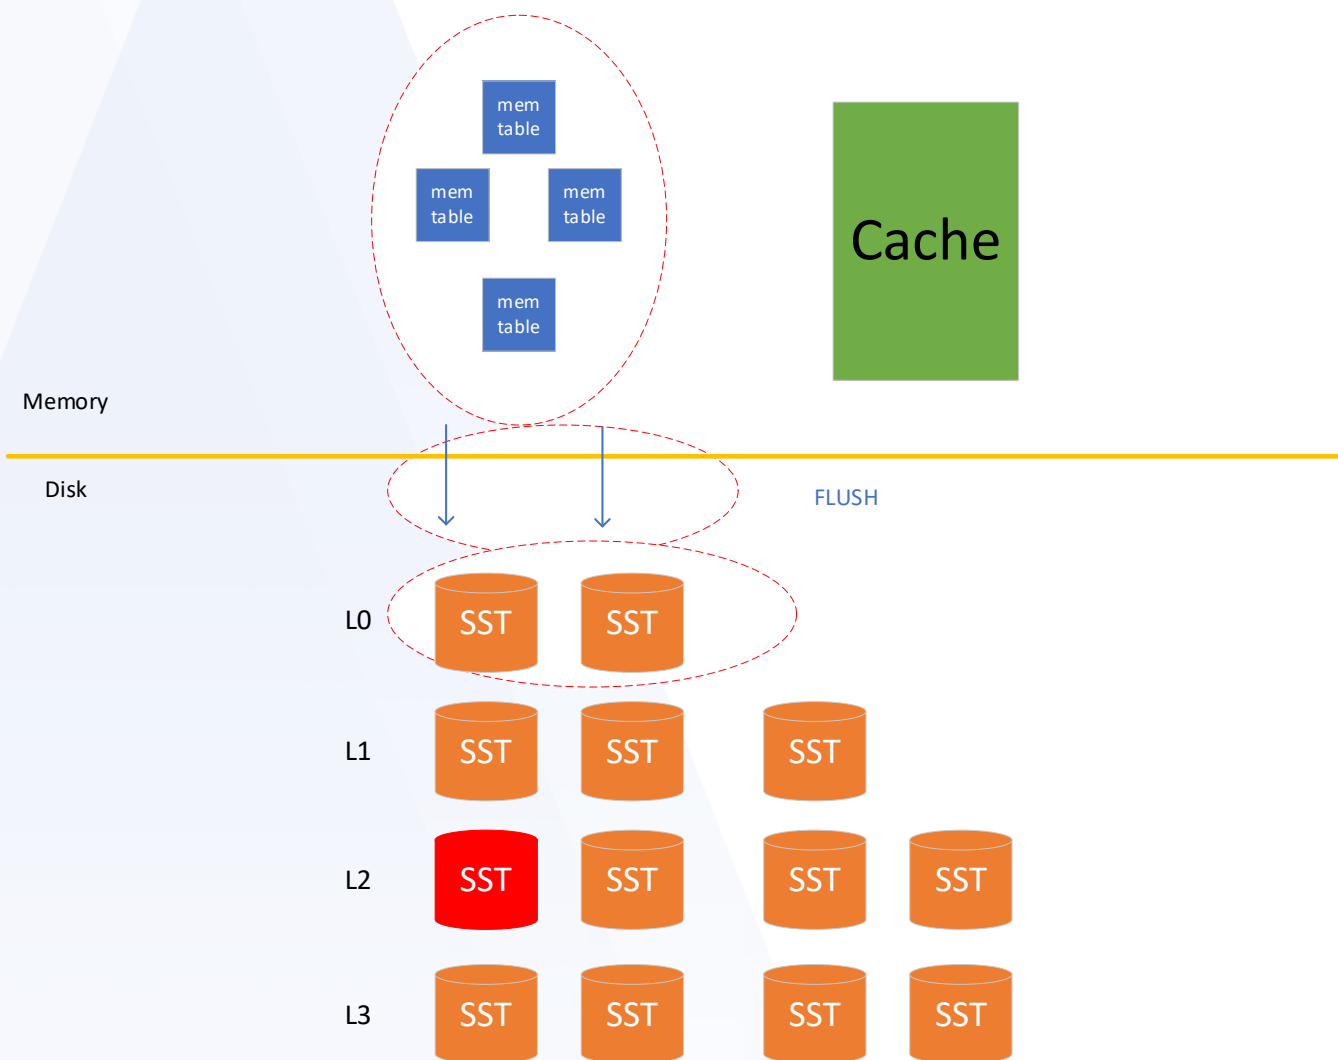 mem
table
mem
table
mem
table
mem
table
Cache
Memory
Disk
FLUSH
L0
SST
SST
L1
SST
SST
SST
L2
SST
SST
SST
SST
L3
SST
SST
SST
SST